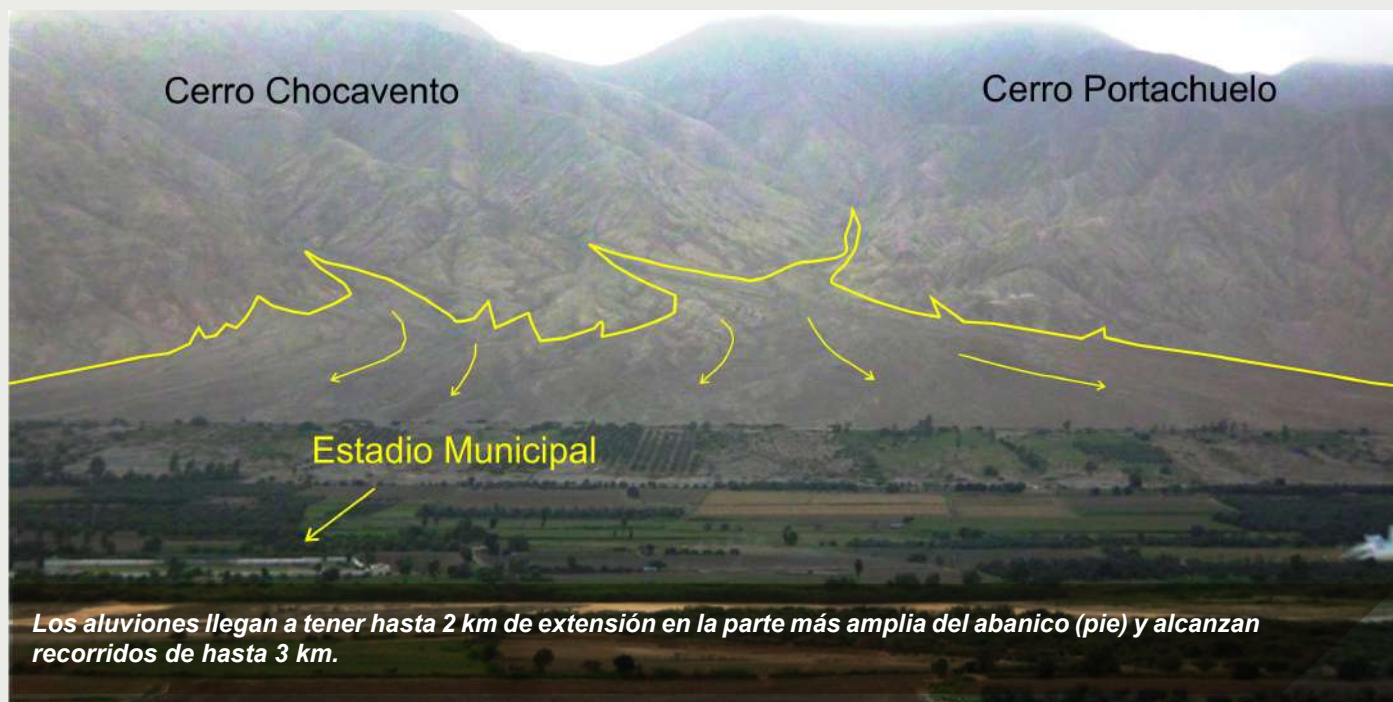 Cerro Chocavento
Cerro Portachuelo
Estadio Municipal
Los aluviones llegan a tener hasta 2 km de extensión en la parte más amplia del abanico (pie) y alcanzan
recorridos de hasta 3 km.